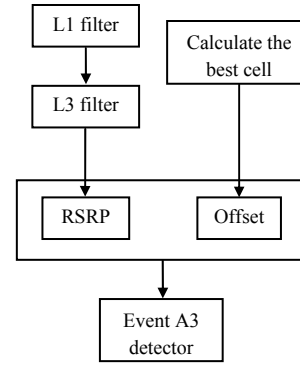 L1 filter
Calculate the
best cell
L3 filter
RSRP
Offset
Event A3
detector